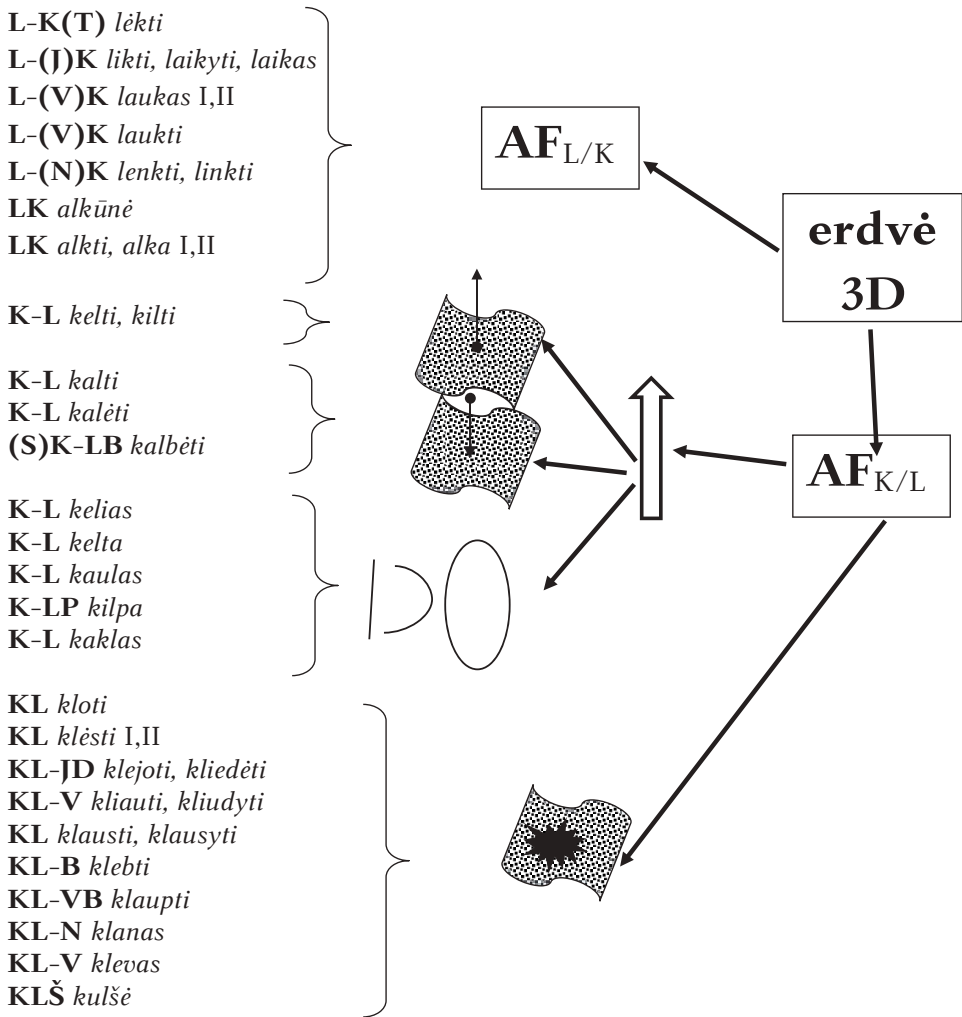 L-K(T) lėkti
L-(J)K likti, laikyti, laikas
L-(V)K laukas I,II
L-(V)K laukti
L-(N)K lenkti, linkti
LK alkūnė
LK alkti, alka I,II
AF L/K
erdvė
3D
K-L kelti, kilti
K-L kalti
K-L kalėti
(S)K-LB kalbėti
AF K/L
K-L kelias
K-L kelta
K-L kaulas
K-LP kilpa
K-L kaklas
KL kloti
KL klėsti I,II
KL-JD klejoti, kliedėti
KL-V kliauti, kliudyti
KL klausti, klausyti
KL-B klebti
KL-VB klaupti
KL-N klanas
KL-V klevas
KLŠ kulšė